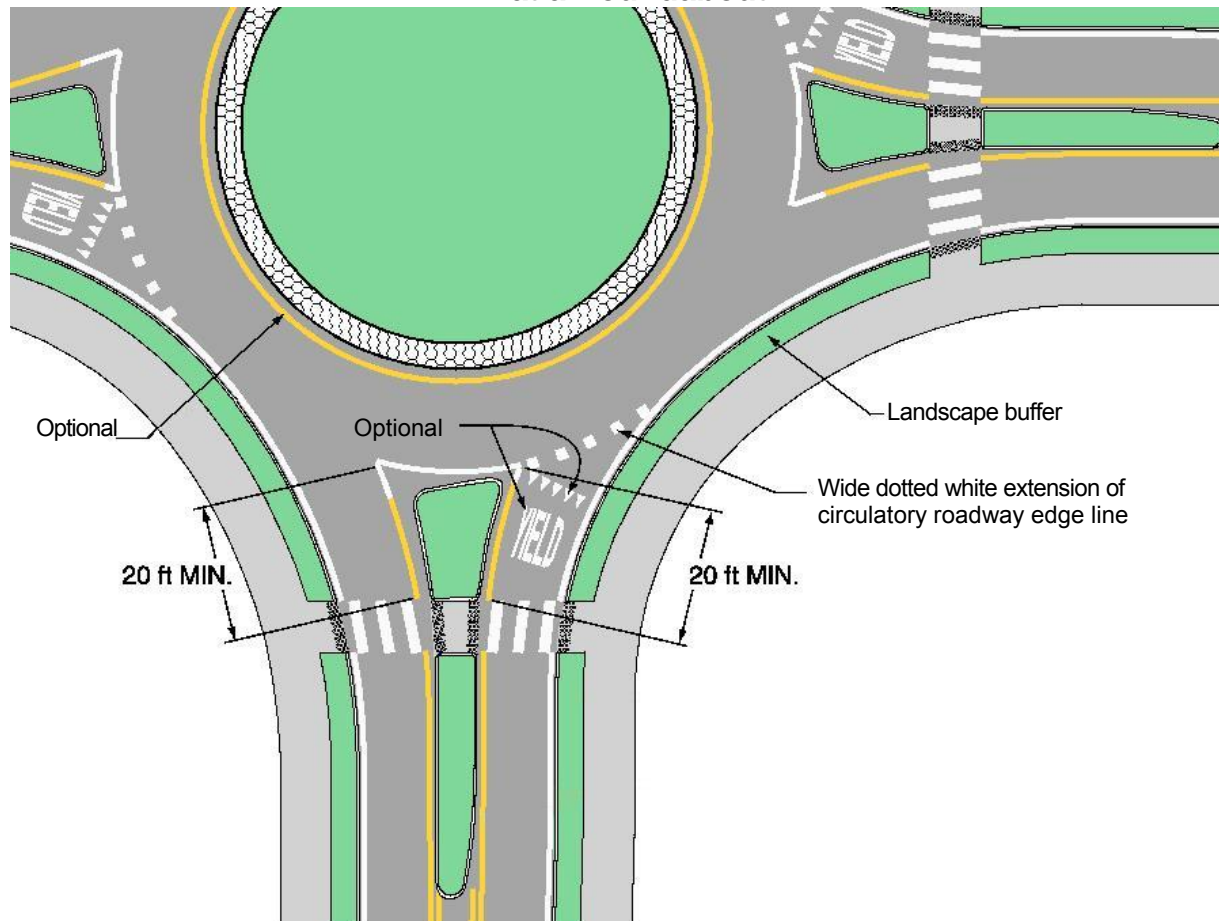 YIELD
YIELD
Optional
Optional
Landscape buffer
Wide dotted white extension of
circulatory roadway edge line
YIELD
20 ft MIN.
20 ft MIN.